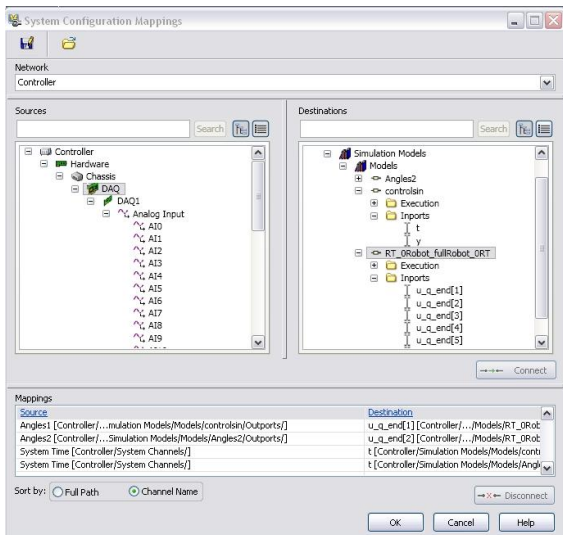 System Configuration Mappings
Network
Controller
Sources
Search
Controller
Hardware
Chassis
DAQ
DAQ1
Analog Input
AI0
AI1
AI2
AI3
AI4
AI5
AI6
AI7
AI8
AI9
Destinations
Search
Simulation Models
Models
Angles2
controlsin
Execution
Inports
t
y
RT_0Robot_fullRobot_0RT
Execution
Inports
u_q_end[1]
u_q_end[2]
u_q_end[3]
u_q_end[4]
u_q_end[5]
Connect
Mappings
Source Destination
Angles1 [Controller/...mulation Models/Models/controlsin/Outports/] u_q_end[1] [Controller/.../Models/RT_0Rob
Angles2 [Controller/...Simulation Models/Models/Angles2/Outports/] u_q_end[2] [Controller/.../Models/RT_0Rob
System Time [Controller/System Channels/] t [Controller/Simulation Models/Models/contr
System Time [Controller/System Channels/] t [Controller/Simulation Models/Models/Angl
Sort by: Full Path Channel Name
Disconnect
OK Cancel Help